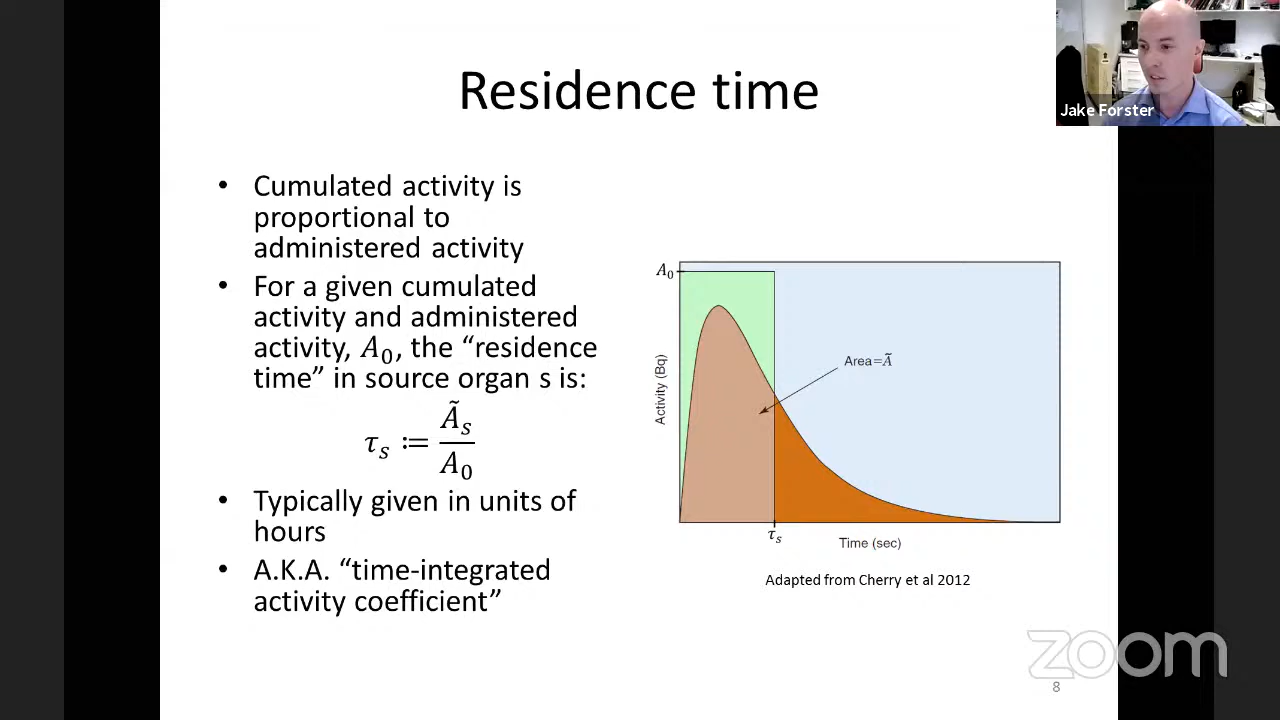 Residence time
Jake Forster
• Cumulated activity is
proportional to
administered activity
• For a given cumulated
activity and administered
activity, A₀, the “residence
time” in source organ s is:
τₛ ≔ Ãₛ / A₀
• Typically given in units of
hours
• A.K.A. “time-integrated
activity coefficient”
A₀
Activity (Bq)
Area=Ã
τₛ
Time (sec)
Adapted from Cherry et al 2012
zoom
8